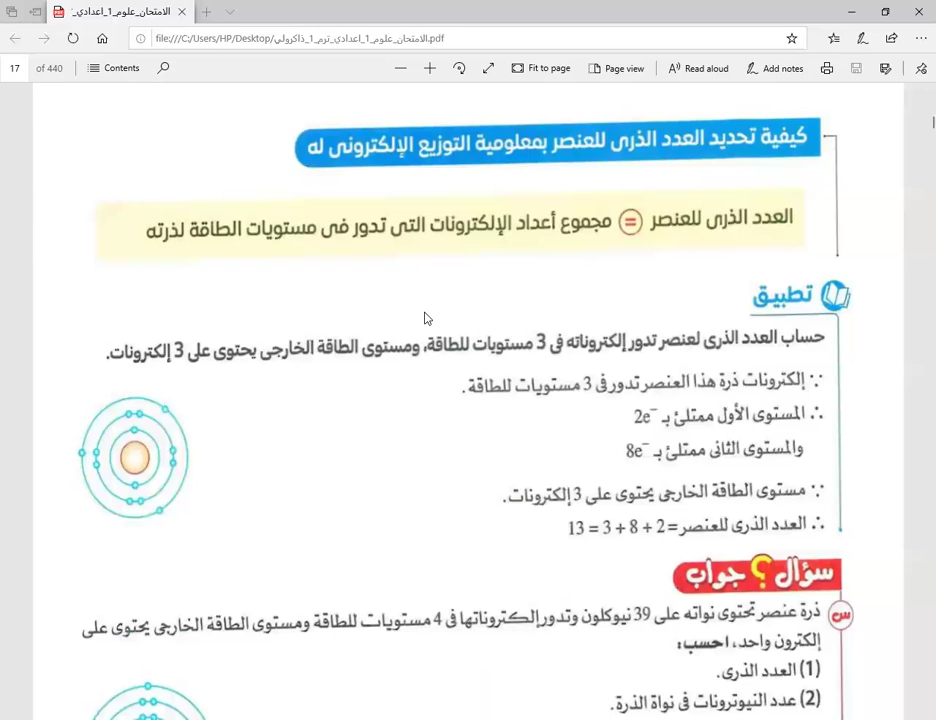 الامتحان_علوم_1_اعدادي_
file:///C:/Users/HP/Desktop/الامتحان_علوم_1_اعدادي_ترم_1_ذاكرولي.pdf
17 of 440 Contents Fit to page Page view Read aloud Add notes
كيفية تحديد العدد الذرى للعنصر بمعلومية التوزيع الإلكترونى له
العدد الذرى للعنصر = مجموع أعداد الإلكترونات التى تدور فى مستويات الطاقة لذرته
تطبيق
حساب العدد الذرى لعنصر تدور إلكتروناته فى 3 مستويات للطاقة، ومستوى الطاقة الخارجى يحتوى على 3 إلكترونات.
∵ إلكترونات ذرة هذا العنصر تدور فى 3 مستويات للطاقة.
∴ المستوى الأول ممتلئ بـ 2e⁻
والمستوى الثانى ممتلئ بـ 8e⁻
∵ مستوى الطاقة الخارجى يحتوى على 3 إلكترونات.
∴ العدد الذرى للعنصر = 2 + 8 + 3 = 13
سؤال ؟ جواب
س ذرة عنصر تحتوى نواته على 39 نيوكلون وتدور إلكتروناتها فى 4 مستويات للطاقة ومستوى الطاقة الخارجى يحتوى على
إلكترون واحد، احسب:
(1) العدد الذرى.
(2) عدد النيوترونات فى نواة الذرة.